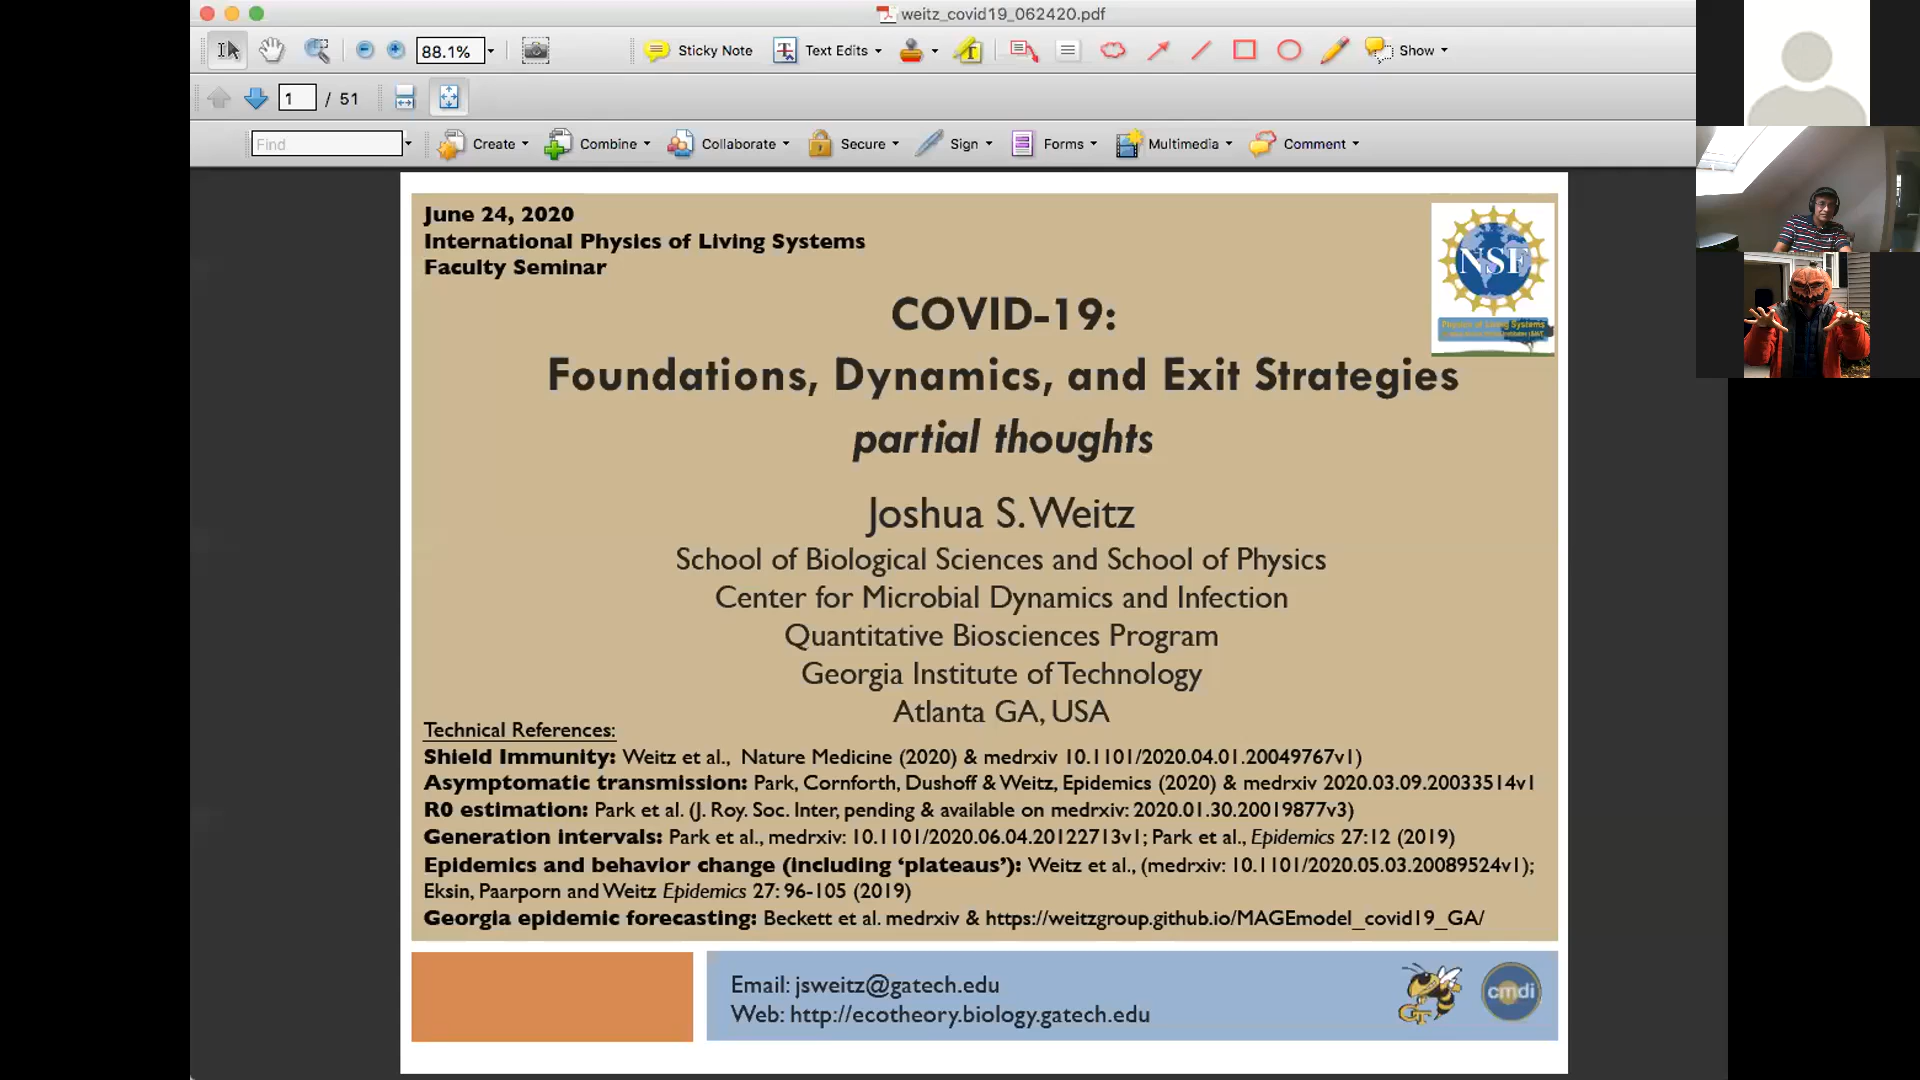 weitz_covid19_062420.pdf
88.1%
Sticky Note
Text Edits
Show
1 / 51
Find
Create
Combine
Collaborate
Secure
Sign
Forms
Multimedia
Comment
June 24, 2020
International Physics of Living Systems
Faculty Seminar
NSF
Physics of Living Systems
COVID-19:
Foundations, Dynamics, and Exit Strategies
partial thoughts
Joshua S. Weitz
School of Biological Sciences and School of Physics
Center for Microbial Dynamics and Infection
Quantitative Biosciences Program
Georgia Institute of Technology
Atlanta GA, USA
Technical References:
Shield Immunity: Weitz et al., Nature Medicine (2020) & medrxiv 10.1101/2020.04.01.20049767v1)
Asymptomatic transmission: Park, Cornforth, Dushoff & Weitz, Epidemics (2020) & medrxiv 2020.03.09.20033514v1
R0 estimation: Park et al. (J. Roy. Soc. Inter, pending & available on medrxiv: 2020.01.30.20019877v3)
Generation intervals: Park et al., medrxiv: 10.1101/2020.06.04.20122713v1; Park et al., Epidemics 27:12 (2019)
Epidemics and behavior change (including ‘plateaus’): Weitz et al., (medrxiv: 10.1101/2020.05.03.20089524v1);
Eksin, Paarporn and Weitz Epidemics 27: 96-105 (2019)
Georgia epidemic forecasting: Beckett et al. medrxiv & https://weitzgroup.github.io/MAGEmodel_covid19_GA/
Email: jsweitz@gatech.edu
Web: http://ecotheory.biology.gatech.edu
GT
cmdi